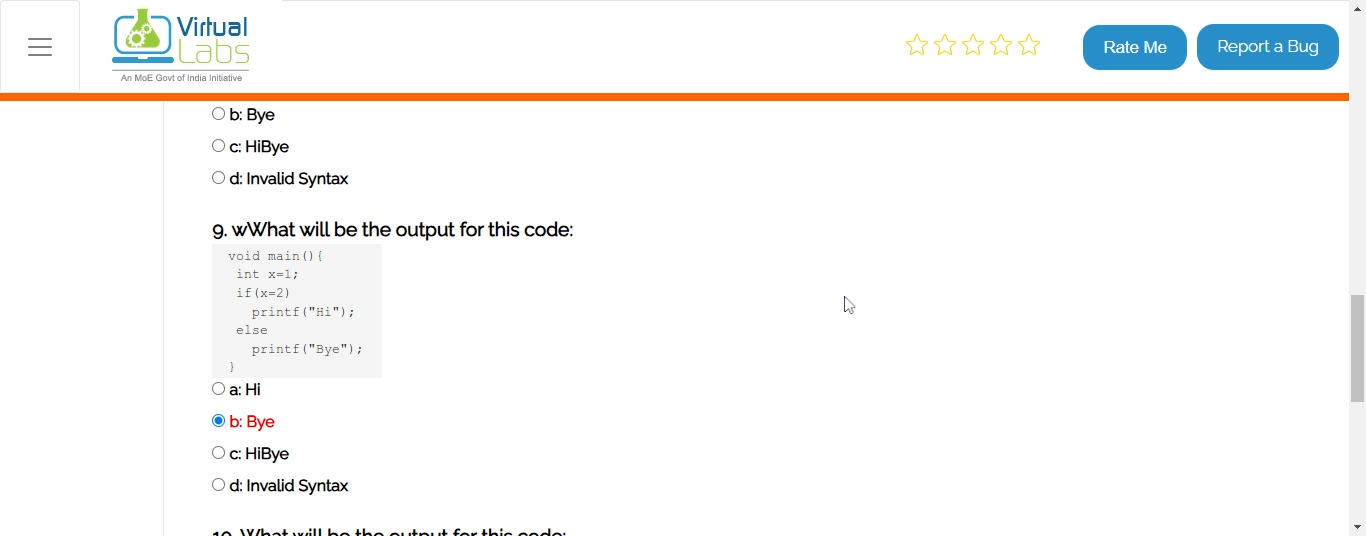 Virtual
Labs
An MoE Govt of India Initiative
Rate Me
Report a Bug
b: Bye
c: HiBye
d: Invalid Syntax
9. wWhat will be the output for this code:
void main(){
int x=1;
if(x=2)
printf("Hi");
else
printf("Bye");
}
a: Hi
b: Bye
c: HiBye
d: Invalid Syntax
10. What will be the output for this code: